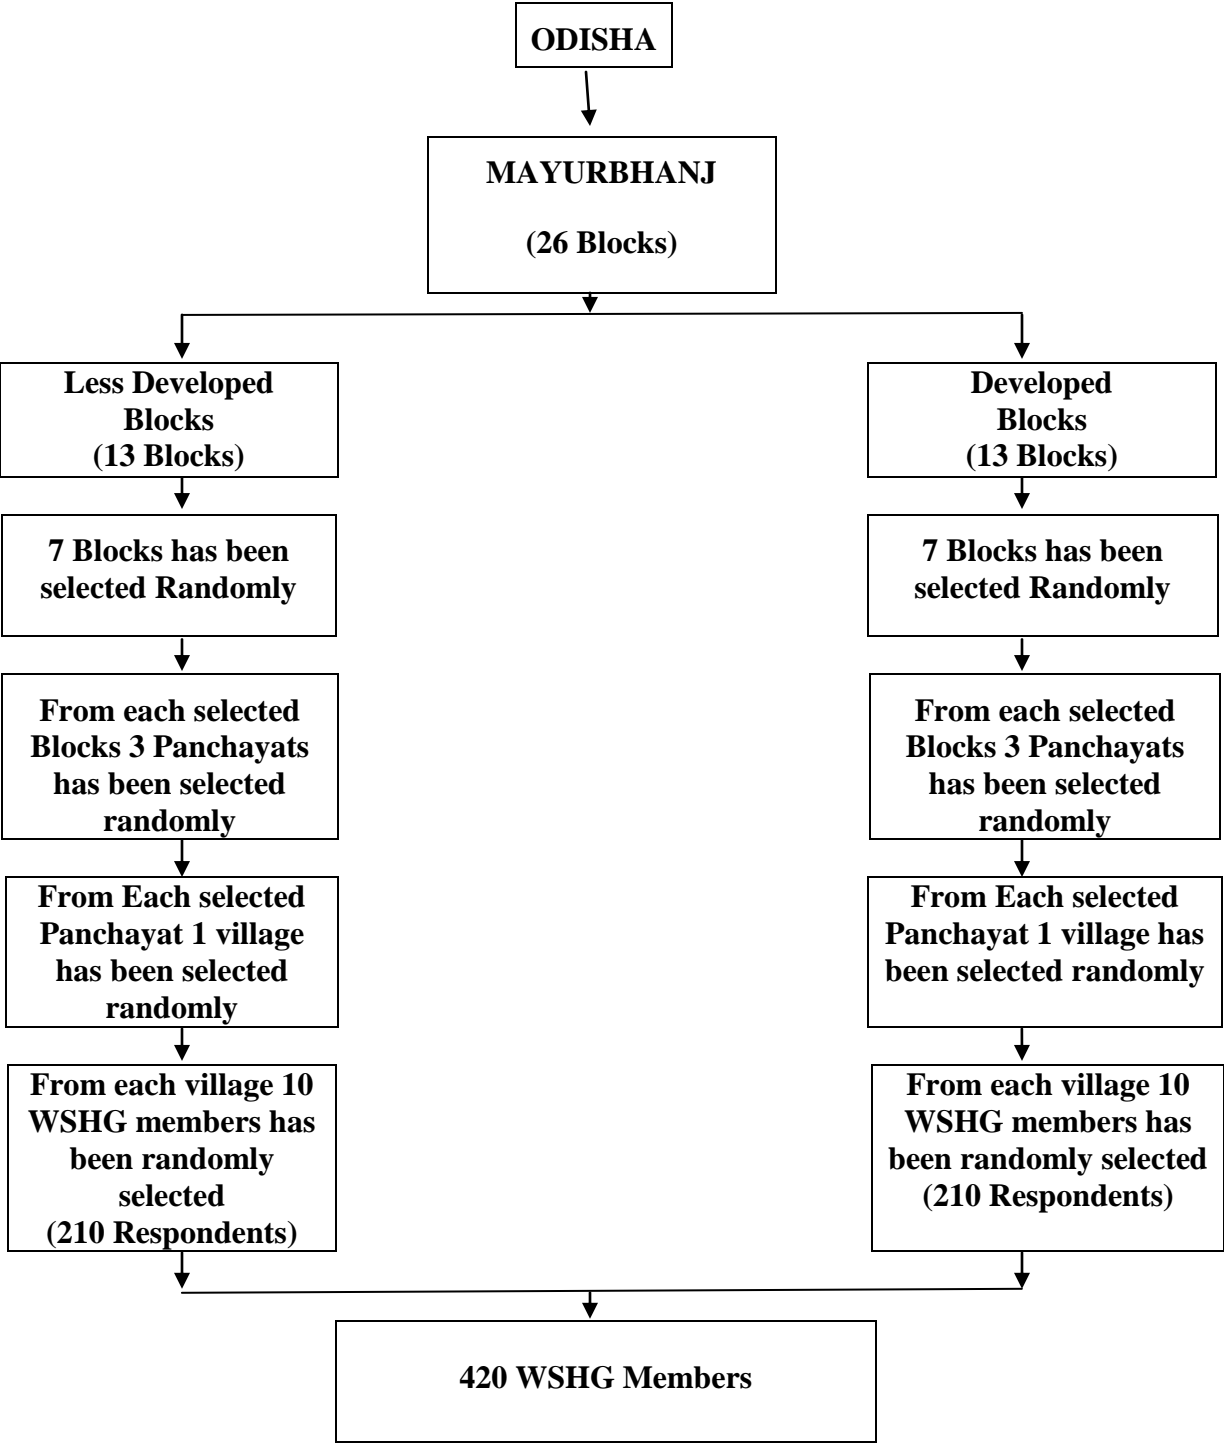 ODISHA
MAYURBHANJ
(26 Blocks)
Less Developed
Blocks
(13 Blocks)
7 Blocks has been
selected Randomly
From each selected
Blocks 3 Panchayats
has been selected
randomly
From Each selected
Panchayat 1 village
has been selected
randomly
From each village 10
WSHG members has
been randomly
selected
(210 Respondents)
Developed
Blocks
(13 Blocks)
7 Blocks has been
selected Randomly
From each selected
Blocks 3 Panchayats
has been selected
randomly
From Each selected
Panchayat 1 village has
been selected randomly
From each village 10
WSHG members has
been randomly selected
(210 Respondents)
420 WSHG Members